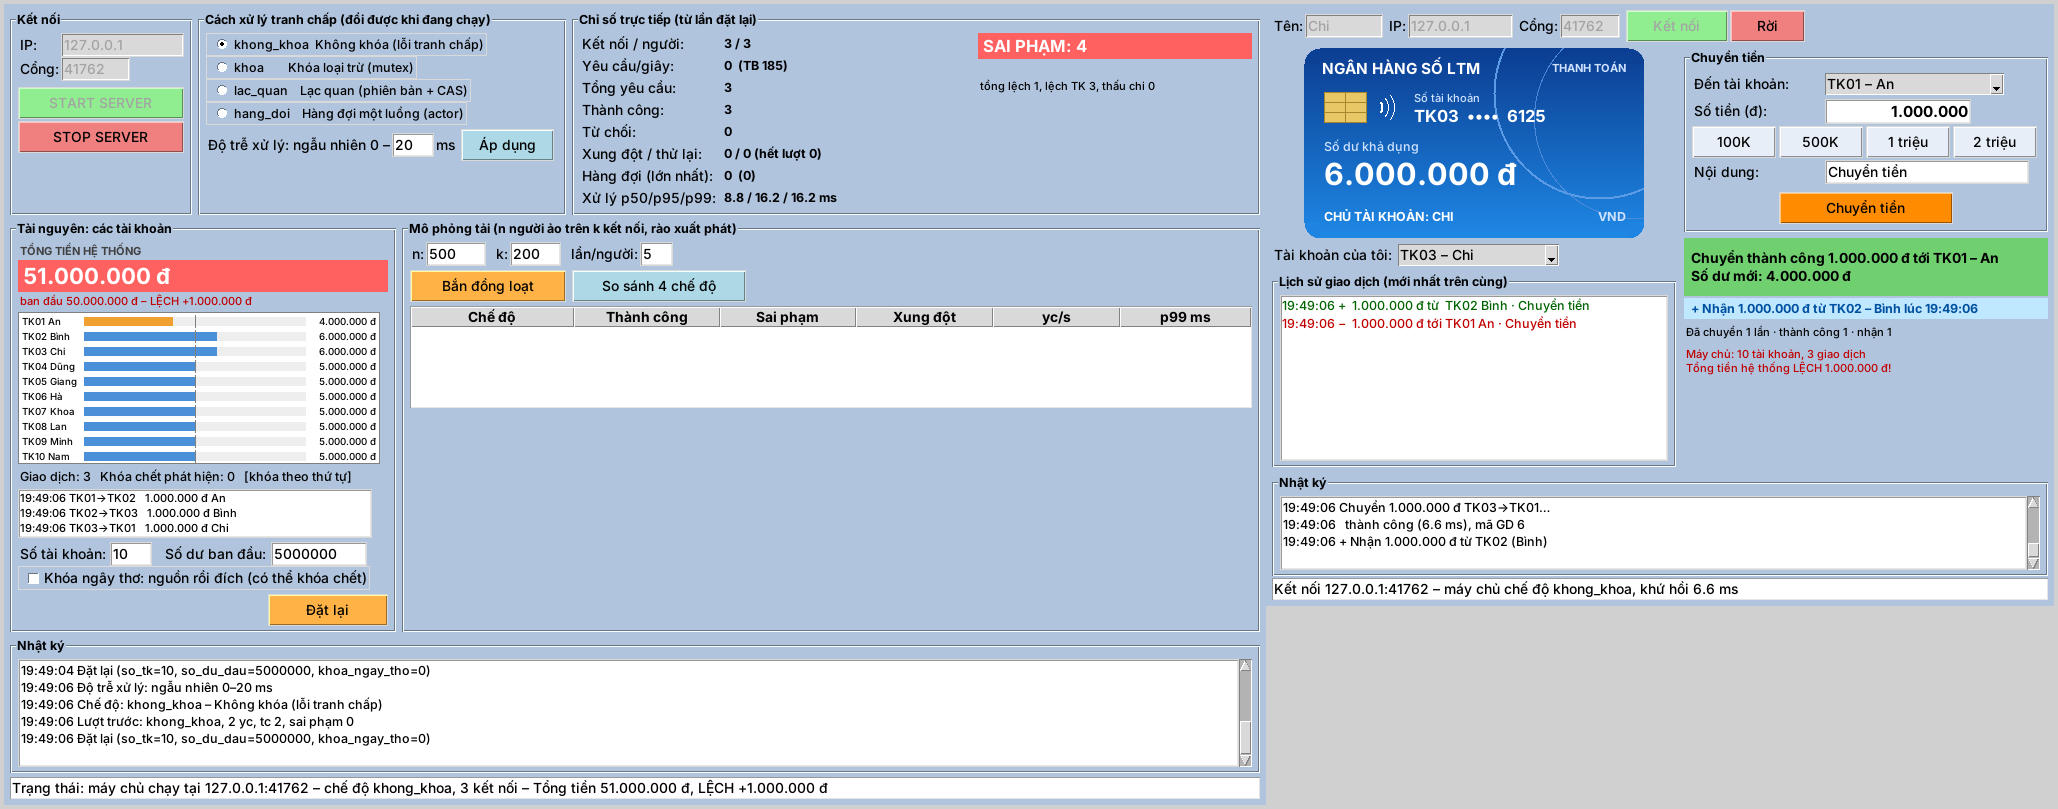 Kết nối
IP: 127.0.0.1
Cổng: 41762
START SERVER
STOP SERVER
Cách xử lý tranh chấp (đổi được khi đang chạy)
khong_khoa Không khóa (lỗi tranh chấp)
khoa Khóa loại trừ (mutex)
lac_quan Lạc quan (phiên bản + CAS)
hang_doi Hàng đợi một luồng (actor)
Độ trễ xử lý: ngẫu nhiên 0 – 20 ms Áp dụng
Chỉ số trực tiếp (từ lần đặt lại)
Kết nối / người: 3 / 3
Yêu cầu/giây: 0 (TB 185)
Tổng yêu cầu: 3
Thành công: 3
Từ chối: 0
Xung đột / thử lại: 0 / 0 (hết lượt 0)
Hàng đợi (lớn nhất): 0 (0)
Xử lý p50/p95/p99: 8.8 / 16.2 / 16.2 ms
SAI PHẠM: 4
tổng lệch 1, lệch TK 3, thấu chi 0
Tài nguyên: các tài khoản
TỔNG TIỀN HỆ THỐNG
51.000.000 đ
ban đầu 50.000.000 đ – LỆCH +1.000.000 đ
TK01 An 4.000.000 đ
TK02 Bình 6.000.000 đ
TK03 Chi 6.000.000 đ
TK04 Dũng 5.000.000 đ
TK05 Giang 5.000.000 đ
TK06 Hà 5.000.000 đ
TK07 Khoa 5.000.000 đ
TK08 Lan 5.000.000 đ
TK09 Minh 5.000.000 đ
TK10 Nam 5.000.000 đ
Giao dịch: 3 Khóa chết phát hiện: 0 [khóa theo thứ tự]
19:49:06 TK01→TK02 1.000.000 đ An
19:49:06 TK02→TK03 1.000.000 đ Bình
19:49:06 TK03→TK01 1.000.000 đ Chi
Số tài khoản: 10 Số dư ban đầu: 5000000
Khóa ngây thơ: nguồn rồi đích (có thể khóa chết)
Đặt lại
Mô phỏng tải (n người ảo trên k kết nối, rào xuất phát)
n: 500 k: 200 lần/người: 5
Bắn đồng loạt So sánh 4 chế độ
Chế độ Thành công Sai phạm Xung đột yc/s p99 ms
Nhật ký
19:49:04 Đặt lại (so_tk=10, so_du_dau=5000000, khoa_ngay_tho=0)
19:49:06 Độ trễ xử lý: ngẫu nhiên 0–20 ms
19:49:06 Chế độ: khong_khoa – Không khóa (lỗi tranh chấp)
19:49:06 Lượt trước: khong_khoa, 2 yc, tc 2, sai phạm 0
19:49:06 Đặt lại (so_tk=10, so_du_dau=5000000, khoa_ngay_tho=0)
Trạng thái: máy chủ chạy tại 127.0.0.1:41762 – chế độ khong_khoa, 3 kết nối – Tổng tiền 51.000.000 đ, LỆCH +1.000.000 đ
Tên: Chi IP: 127.0.0.1 Cổng: 41762 Kết nối Rời
NGÂN HÀNG SỐ LTM THANH TOÁN
Số tài khoản
TK03 •••• 6125
Số dư khả dụng
6.000.000 đ
CHỦ TÀI KHOẢN: CHI VND
Tài khoản của tôi: TK03 – Chi
Lịch sử giao dịch (mới nhất trên cùng)
19:49:06 + 1.000.000 đ từ TK02 Bình · Chuyển tiền
19:49:06 − 1.000.000 đ tới TK01 An · Chuyển tiền
Chuyển tiền
Đến tài khoản: TK01 – An
Số tiền (đ): 1.000.000
100K 500K 1 triệu 2 triệu
Nội dung: Chuyển tiền
Chuyển tiền
Chuyển thành công 1.000.000 đ tới TK01 – An
Số dư mới: 4.000.000 đ
+ Nhận 1.000.000 đ từ TK02 – Bình lúc 19:49:06
Đã chuyển 1 lần · thành công 1 · nhận 1
Máy chủ: 10 tài khoản, 3 giao dịch
Tổng tiền hệ thống LỆCH 1.000.000 đ!
Nhật ký
19:49:06 Chuyển 1.000.000 đ TK03→TK01...
19:49:06 thành công (6.6 ms), mã GD 6
19:49:06 + Nhận 1.000.000 đ từ TK02 (Bình)
Kết nối 127.0.0.1:41762 – máy chủ chế độ khong_khoa, khứ hồi 6.6 ms